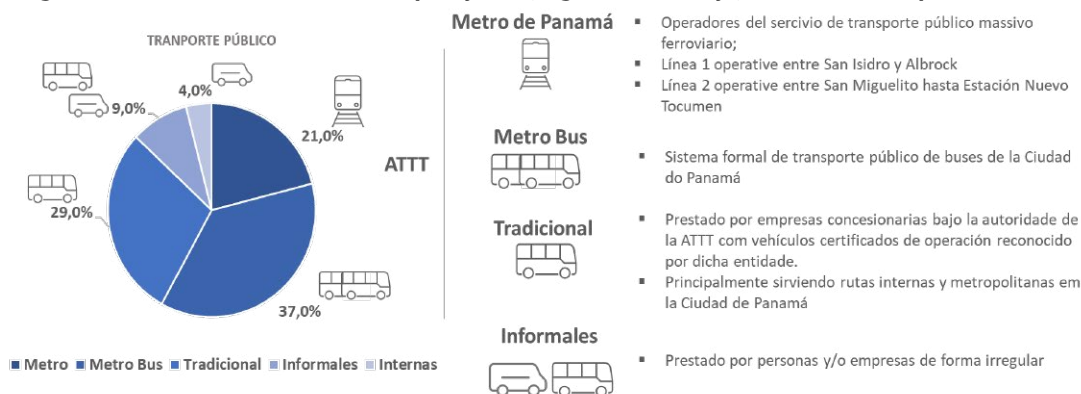 TRANPORTE PÚBLICO
4,0%
9,0%
21,0%
29,0%
37,0%
■ Metro ■ Metro Bus ■ Tradicional ■ Informales ■ Internas
ATTT
Metro de Panamá
▪ Operadores del sercivio de transporte público massivo
ferroviario;
▪ Línea 1 operative entre San Isidro y Albrock
▪ Línea 2 operative entre San Miguelito hasta Estación Nuevo
Tocumen
Metro Bus
▪ Sistema formal de transporte público de buses de la Ciudad
do Panamá
Tradicional
▪ Prestado por empresas concesionarias bajo la autoridade de
la ATTT com vehículos certificados de operación reconocido
por dicha entidade.
▪ Principalmente sirviendo rutas internas y metropolitanas em
la Ciudad de Panamá
Informales
▪ Prestado por personas y/o empresas de forma irregular